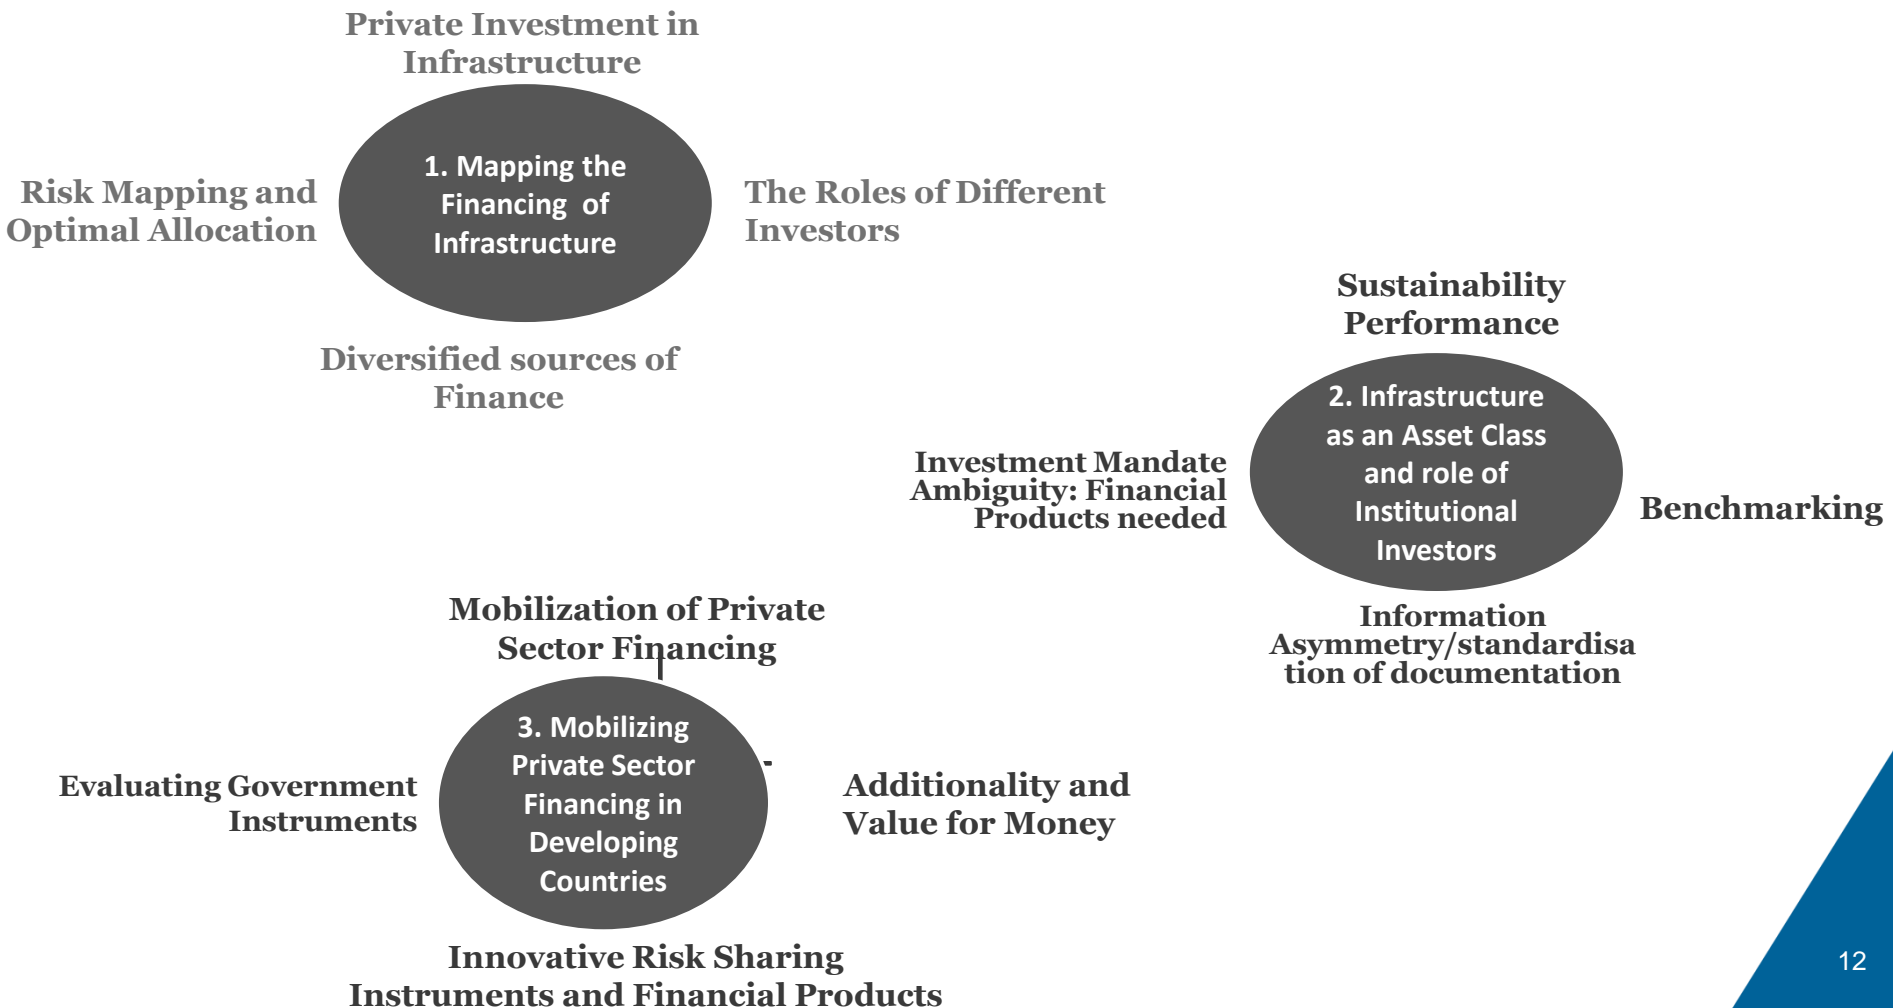 Private Investment in
Infrastructure
1. Mapping the
Financing of
Infrastructure
Risk Mapping and
Optimal Allocation
The Roles of Different
Investors
Diversified sources of
Finance
Sustainability
Performance
2. Infrastructure
as an Asset Class
and role of
Institutional
Investors
Investment Mandate
Ambiguity: Financial
Products needed
Benchmarking
Information
Asymmetry/standardisa
tion of documentation
Mobilization of Private
Sector Financing
3. Mobilizing
Private Sector
Financing in
Developing
Countries
Evaluating Government
Instruments
Additionality and
Value for Money
Innovative Risk Sharing
Instruments and Financial Products
12